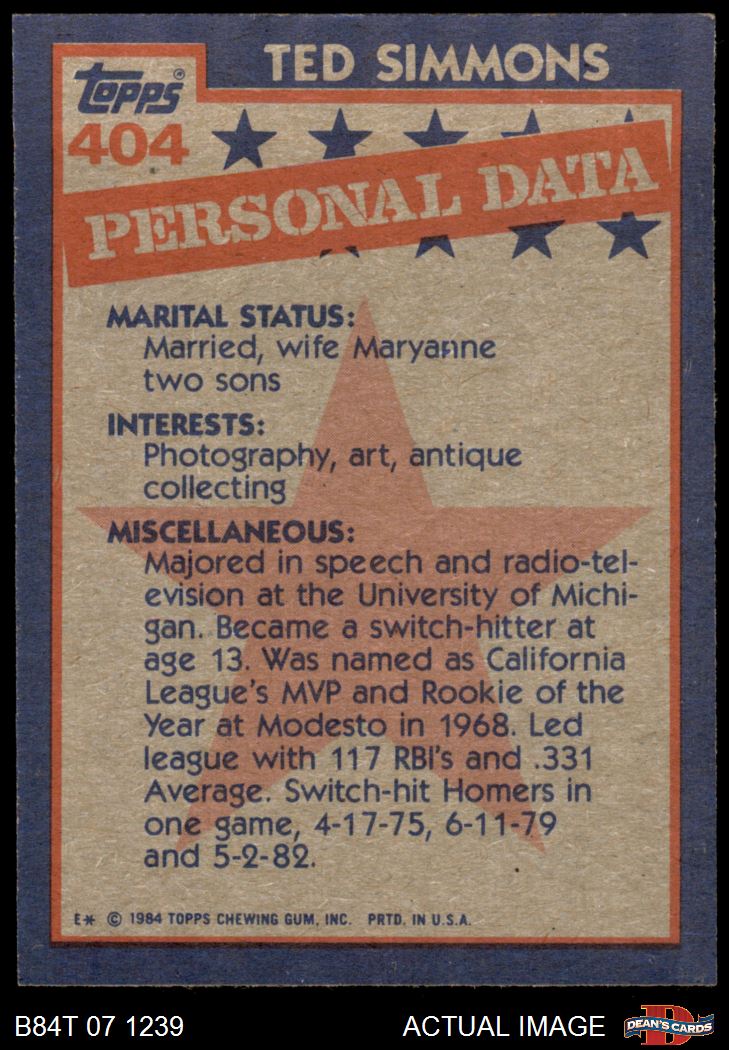 TED SIMMONS
TOPPS®
404
PERSONAL DATA
MARITAL STATUS:
Married, wife Maryanne
two sons
INTERESTS:
Photography, art, antique
collecting
MISCELLANEOUS:
Majored in speech and radio-tel-
evision at the University of Michi-
gan. Became a switch-hitter at
age 13. Was named as California
League's MVP and Rookie of the
Year at Modesto in 1968. Led
league with 117 RBI's and .331
Average. Switch-hit Homers in
one game, 4-17-75, 6-11-79
and 5-2-82.
E* © 1984 TOPPS CHEWING GUM, INC. PRTD. IN U.S.A.
B84T 07 1239 ACTUAL IMAGE
D DEAN'S CARDS